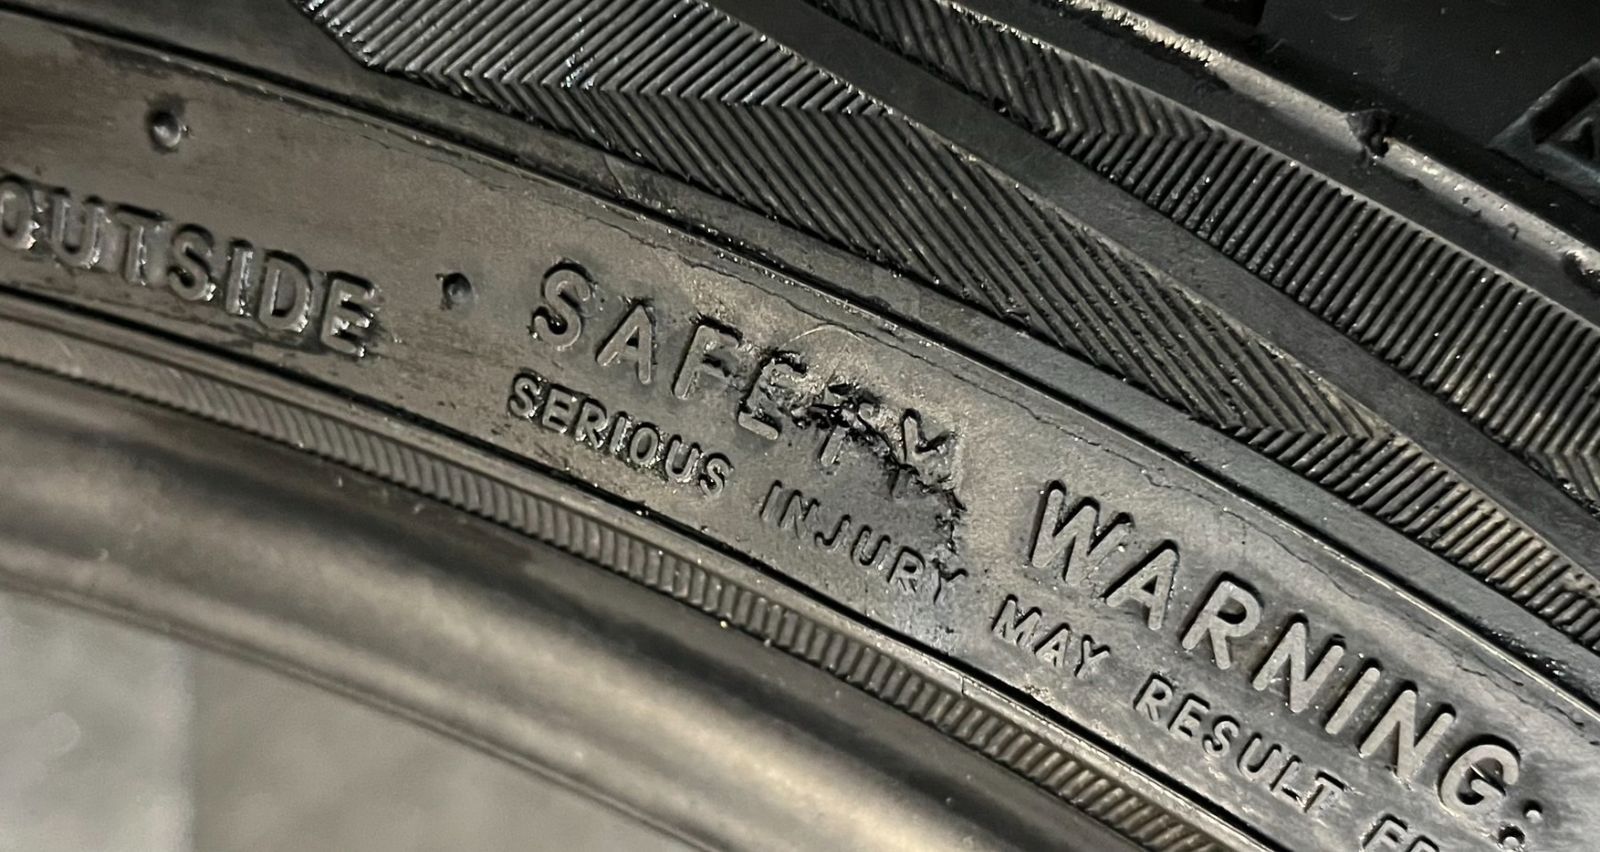 OUTSIDE • SAFETY WARNING:
SERIOUS INJURY MAY RESULT